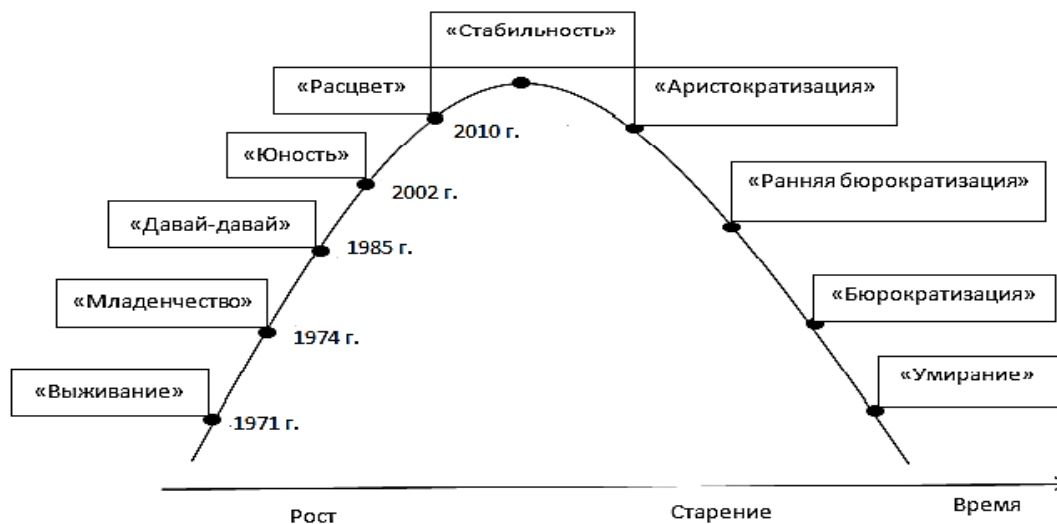 «Стабильность»
«Расцвет»
«Аристократизация»
2010 г.
«Юность»
«Ранняя бюрократизация»
2002 г.
«Давай-давай»
1985 г.
«Младенчество»
«Бюрократизация»
1974 г.
«Выживание»
«Умирание»
1971 г.
Рост
Старение
Время